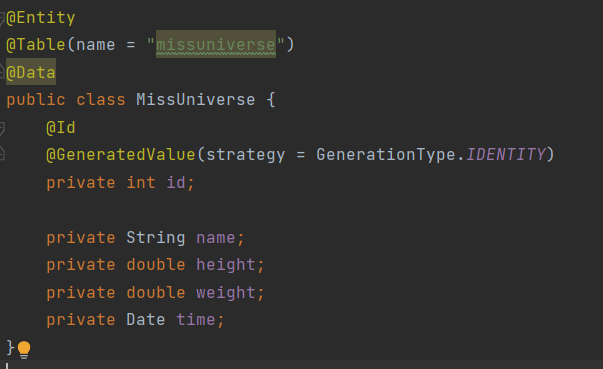 @Entity
@Table(name = "missuniverse")
@Data
public class MissUniverse {
@Id
@GeneratedValue(strategy = GenerationType.IDENTITY)
private int id;
private String name;
private double height;
private double weight;
private Date time;
}